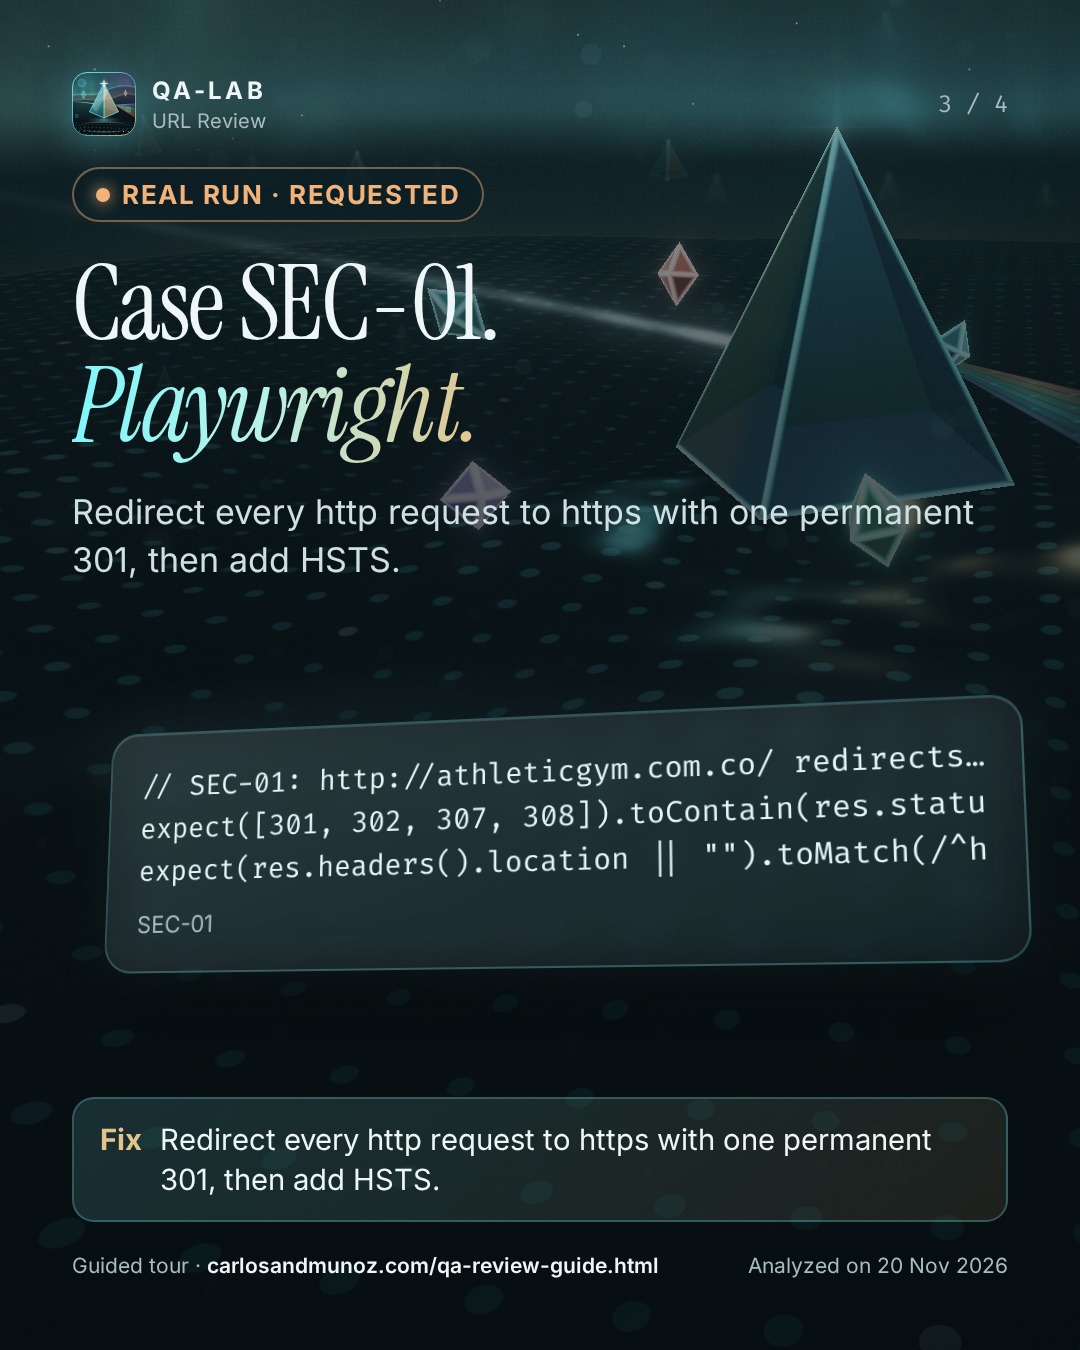 QA-LAB
URL Review
3 / 4
REAL RUN · REQUESTED
Case SEC-01.
Playwright.
Redirect every http request to https with one permanent
301, then add HSTS.
// SEC-01: http://athleticgym.com.co/ redirects…
expect([301, 302, 307, 308]).toContain(res.statu
expect(res.headers().location || "").toMatch(/^h
SEC-01
Fix Redirect every http request to https with one permanent
301, then add HSTS.
Guided tour · carlosandmunoz.com/qa-review-guide.html
Analyzed on 20 Nov 2026